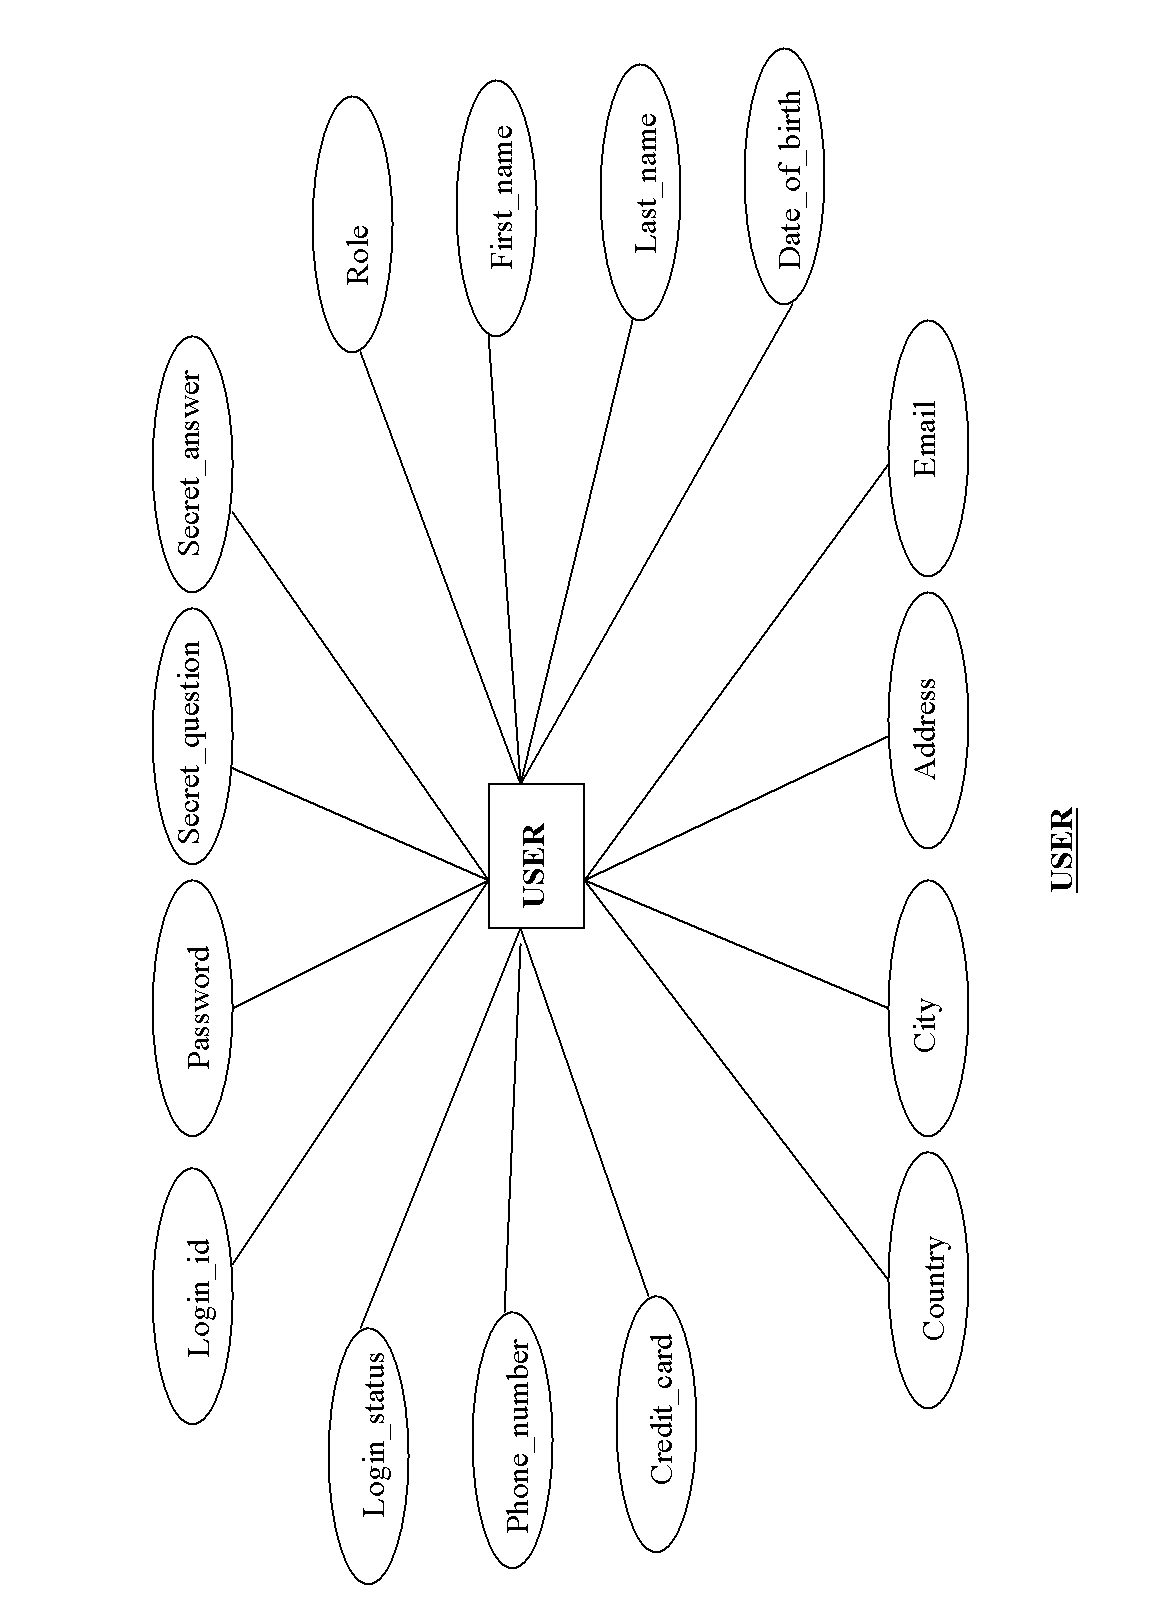 Login_id
Password
Secret_question
Secret_answer
Login_status
Role
Phone_number
USER
First_name
Credit_card
Last_name
Date_of_birth
Country
City
Address
Email
USER